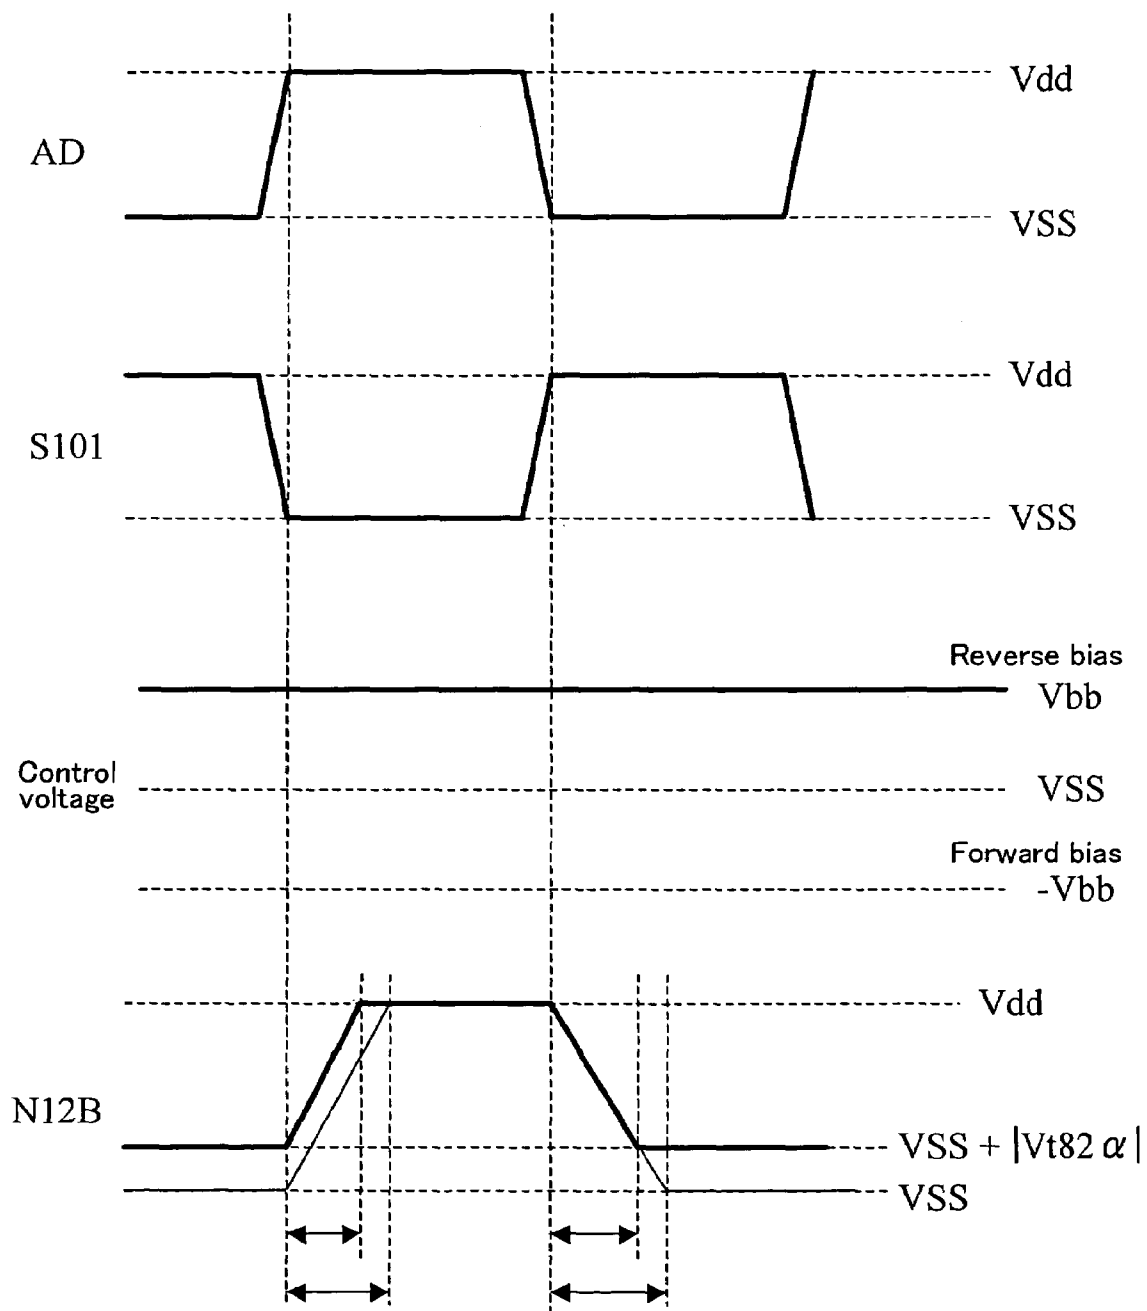 Vdd
AD
VSS
Vdd
S101
VSS
Reverse bias
Vbb
Control
voltage
VSS
Forward bias
-Vbb
Vdd
N12B
VSS + |Vt82 α|
VSS